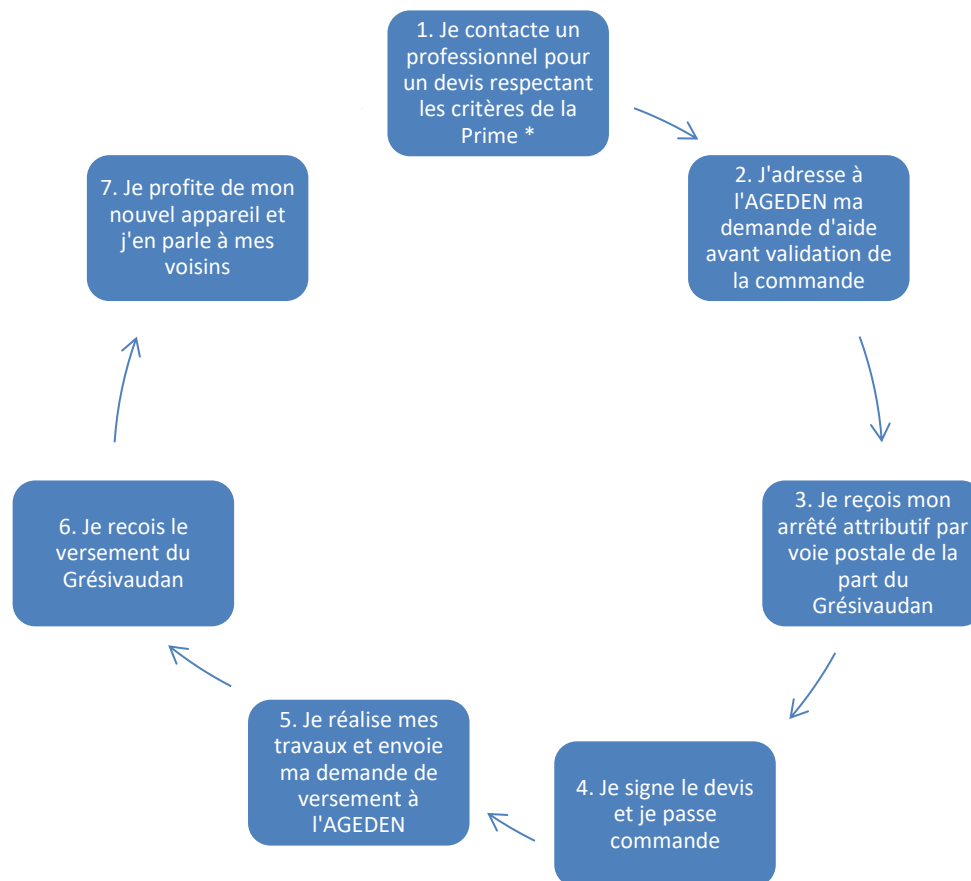 1. Je contacte un
professionnel pour
un devis respectant
les critères de la
Prime *
2. J'adresse à
l'AGEDEN ma
demande d'aide
avant validation de
la commande
3. Je reçois mon
arrêté attributif par
voie postale de la
part du
Grésivaudan
4. Je signe le devis
et je passe
commande
5. Je réalise mes
travaux et envoie
ma demande de
versement à
l'AGEDEN
6. Je recois le
versement du
Grésivaudan
7. Je profite de mon
nouvel appareil et
j'en parle à mes
voisins